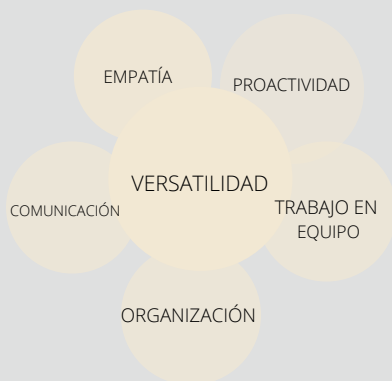 EMPATÍA
PROACTIVIDAD
VERSATILIDAD
COMUNICACIÓN
TRABAJO EN
EQUIPO
ORGANIZACIÓN